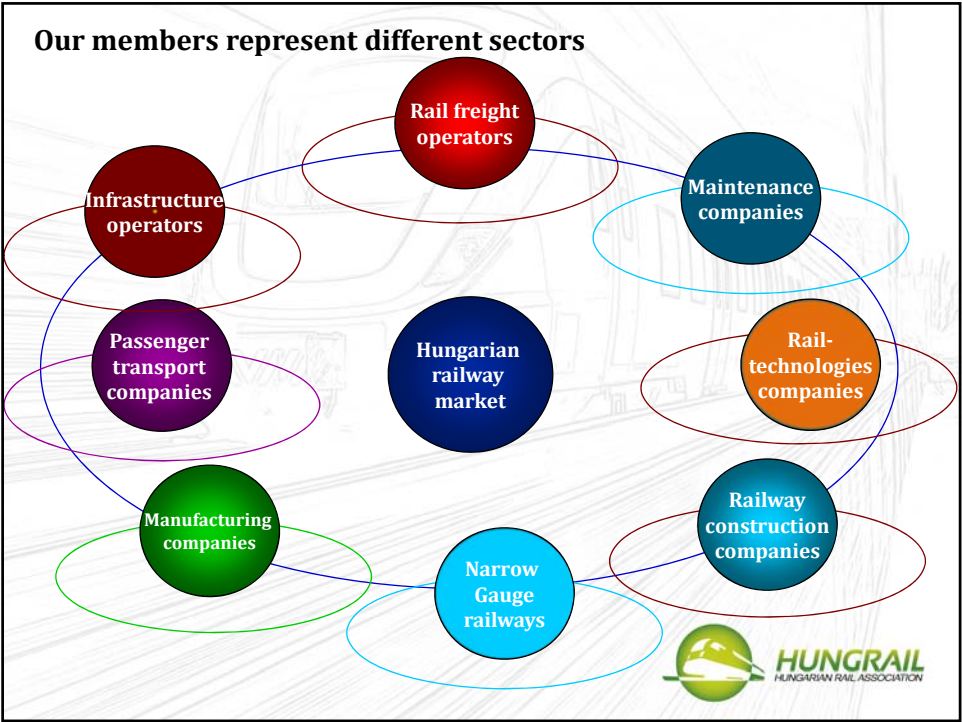 Our members represent different sectors
Rail freight
operators
Infrastructure
operators
Maintenance
companies
Passenger
transport
companies
Hungarian
railway
market
Rail-
technologies
companies
Manufacturing
companies
Narrow
Gauge
railways
Railway
construction
companies
HUNGRAIL
HUNGARIAN RAIL ASSOCIATION